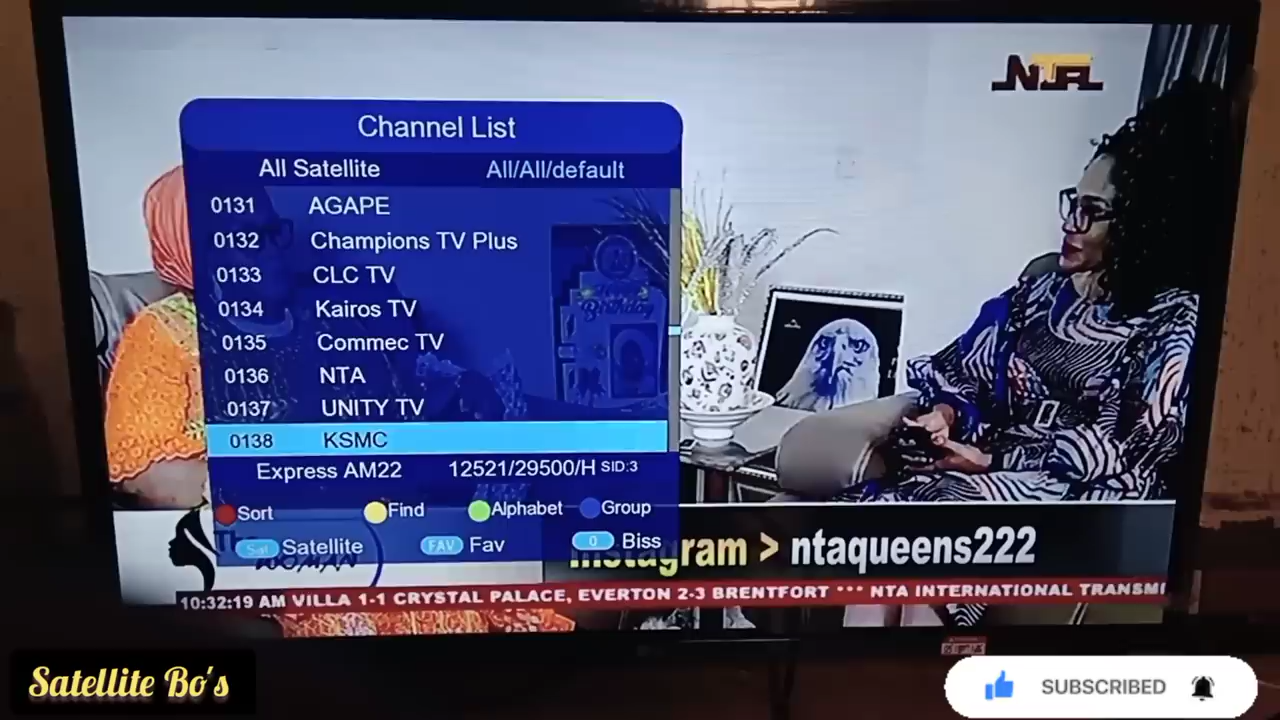 NTA
Channel List
All Satellite All/All/default
0131 AGAPE
0132 Champions TV Plus
0133 CLC TV
0134 Kairos TV
0135 Commec TV
0136 NTA
0137 UNITY TV
0138 KSMC
Express AM22 12521/29500/H SID:3
Sort Find Alphabet Group
Sat Satellite FAV Fav 0 Biss
Birthday
WOMAN
Instagram > ntaqueens222
10:32:19 AM VILLA 1-1 CRYSTAL PALACE, EVERTON 2-3 BRENTFORT *** NTA INTERNATIONAL TRANSMI
Satellite Bo's
SUBSCRIBED